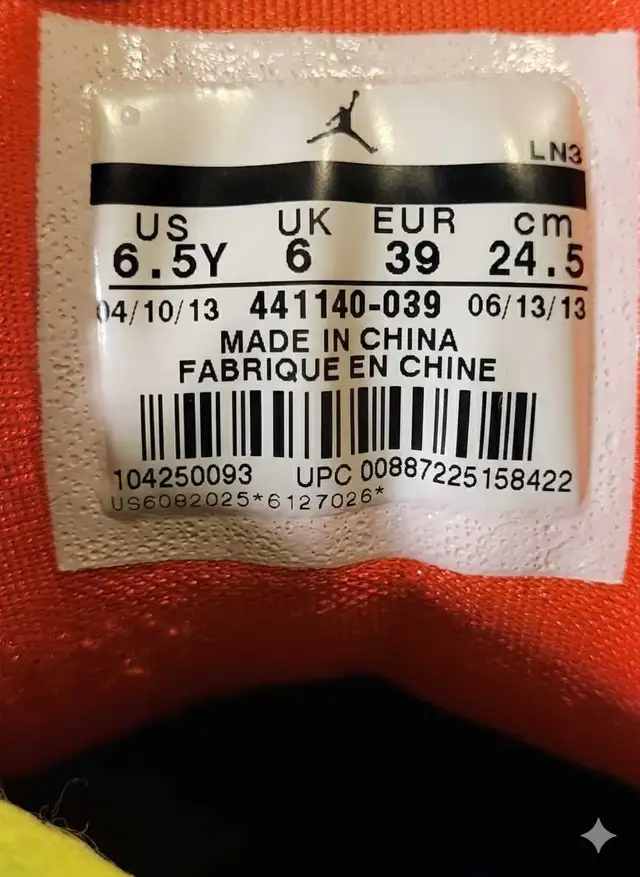 LN3
US UK EUR cm
6.5Y 6 39 24.5
04/10/13 441140-039 06/13/13
MADE IN CHINA
FABRIQUE EN CHINE
104250093 UPC 00887225158422
US6082025*6127026*